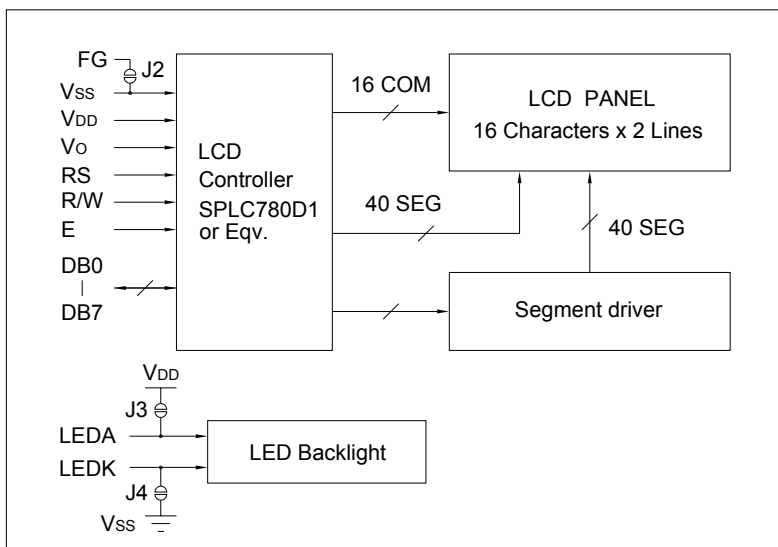 FG
J2
VSS
VDD
VO
RS
R/W
E
DB0
DB7
LCD
Controller
SPLC780D1
or Eqv.
16 COM
40 SEG
LCD PANEL
16 Characters x 2 Lines
40 SEG
Segment driver
VDD
J3
LEDA
LEDK
J4
VSS
LED Backlight